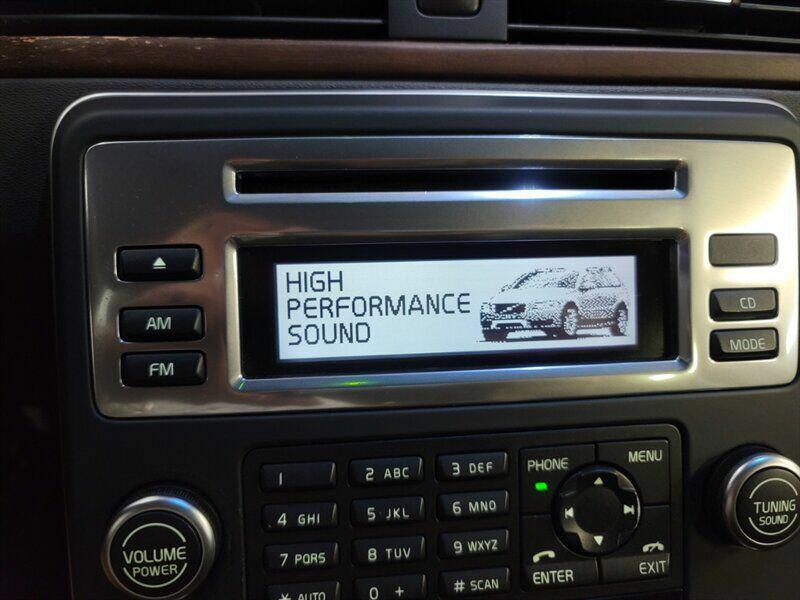 HIGH
PERFORMANCE
SOUND
AM
FM
CD
MODE
1
2 ABC
3 DEF
4 GHI
5 JKL
6 MNO
7 PQRS
8 TUV
9 WXYZ
* AUTO
0 +
# SCAN
PHONE
MENU
ENTER
EXIT
VOLUME
POWER
TUNING
SOUND